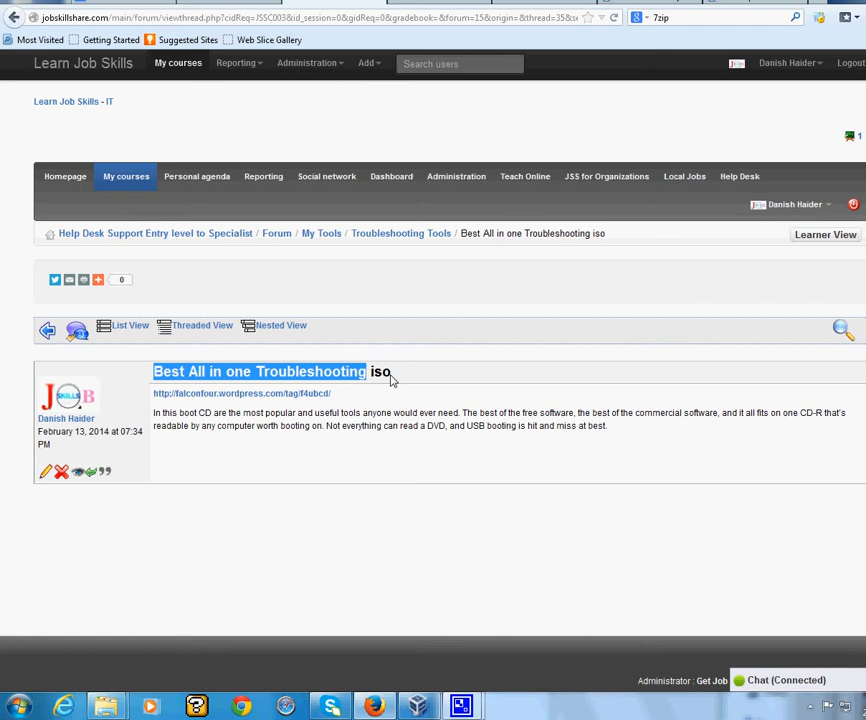 jobskillshare.com/main/forum/viewthread.php?cidReq=JSSC003&id_session=0&gidReq=0&gradebook=&forum=15&origin=&thread=35&se
7zip
Most Visited Getting Started Suggested Sites Web Slice Gallery
Learn Job Skills My courses Reporting Administration Add Search users Danish Haider Logout
Learn Job Skills - IT
1
Homepage My courses Personal agenda Reporting Social network Dashboard Administration Teach Online JSS for Organizations Local Jobs Help Desk
Danish Haider
Help Desk Support Entry level to Specialist / Forum / My Tools / Troubleshooting Tools / Best All in one Troubleshooting iso Learner View
0
List View Threaded View Nested View
Best All in one Troubleshooting iso
http://falconfour.wordpress.com/tag/f4ubcd/
In this boot CD are the most popular and useful tools anyone would ever need. The best of the free software, the best of the commercial software, and it all fits on one CD-R that's
readable by any computer worth booting on. Not everything can read a DVD, and USB booting is hit and miss at best.
J SKILLS B
Danish Haider
February 13, 2014 at 07:34
PM
Administrator : Get Job
Chat (Connected)